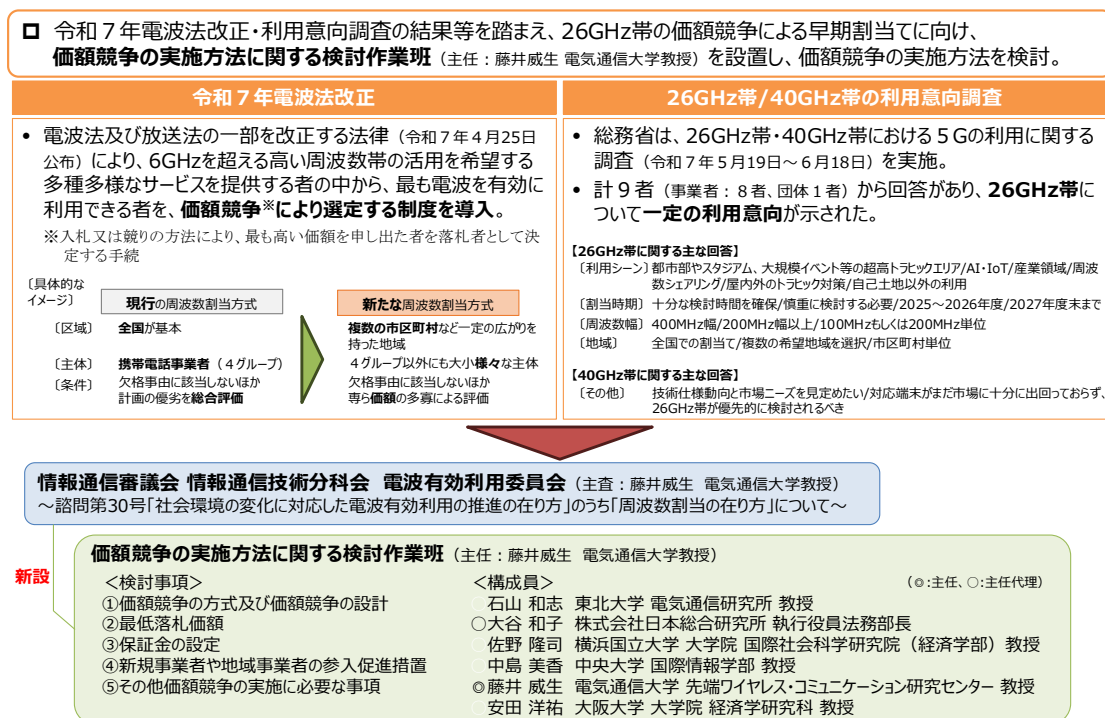 □ 令和７年電波法改正・利用意向調査の結果等を踏まえ、26GHz帯の価額競争による早期割当てに向け、
価額競争の実施方法に関する検討作業班（主任：藤井威生 電気通信大学教授）を設置し、価額競争の実施方法を検討。
令和７年電波法改正
• 電波法及び放送法の一部を改正する法律（令和７年４月25日
公布）により、6GHzを超える高い周波数帯の活用を希望する
多種多様なサービスを提供する者の中から、最も電波を有効に
利用できる者を、価額競争※により選定する制度を導入。
※入札又は競りの方法により、最も高い価額を申し出た者を落札者として決
定する手続
〔具体的な
イメージ〕
現行の周波数割当方式
新たな周波数割当方式
〔区域〕 全国が基本
複数の市区町村など一定の広がりを
持った地域
〔主体〕 携帯電話事業者（４グループ）
４グループ以外にも大小様々な主体
〔条件〕 欠格事由に該当しないほか
計画の優劣を総合評価
欠格事由に該当しないほか
専ら価額の多寡による評価
26GHz帯/40GHz帯の利用意向調査
• 総務省は、26GHz帯・40GHz帯における５Gの利用に関する
調査（令和７年５月19日～６月18日）を実施。
• 計９者（事業者：８者、団体１者）から回答があり、26GHz帯に
ついて一定の利用意向が示された。
【26GHz帯に関する主な回答】
〔利用シーン〕都市部やスタジアム、大規模イベント等の超高トラヒックエリア/AI・IoT/産業領域/周波
数シェアリング/屋内外のトラヒック対策/自己土地以外の利用
〔割当時期〕 十分な検討時間を確保/慎重に検討する必要/2025～2026年度/2027年度末まで
〔周波数幅〕 400MHz幅/200MHz幅以上/100MHzもしくは200MHz単位
〔地域〕 全国での割当て/複数の希望地域を選択/市区町村単位
【40GHz帯に関する主な回答】
〔その他〕 技術仕様動向と市場ニーズを見定めたい/対応端末がまだ市場に十分に出回っておらず、
26GHz帯が優先的に検討されるべき
情報通信審議会 情報通信技術分科会 電波有効利用委員会（主査：藤井威生 電気通信大学教授）
～諮問第30号「社会環境の変化に対応した電波有効利用の推進の在り方」のうち「周波数割当の在り方」について～
新設
価額競争の実施方法に関する検討作業班（主任：藤井威生 電気通信大学教授）
＜検討事項＞
①価額競争の方式及び価額競争の設計
②最低落札価額
③保証金の設定
④新規事業者や地域事業者の参入促進措置
⑤その他価額競争の実施に必要な事項
＜構成員＞
（◎:主任、○:主任代理）
石山 和志 東北大学 電気通信研究所 教授
○大谷 和子 株式会社日本総合研究所 執行役員法務部長
佐野 隆司 横浜国立大学 大学院 国際社会科学研究院（経済学部）教授
中島 美香 中央大学 国際情報学部 教授
◎藤井 威生 電気通信大学 先端ワイヤレス・コミュニケーション研究センター 教授
安田 洋祐 大阪大学 大学院 経済学研究科 教授